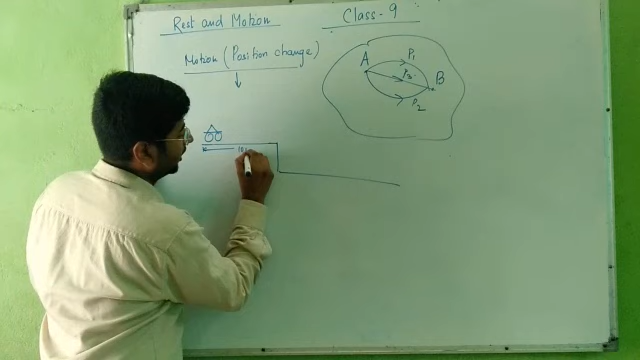 Rest and Motion
Class-9
Motion (Position change)
A
P1
P3
B
P2